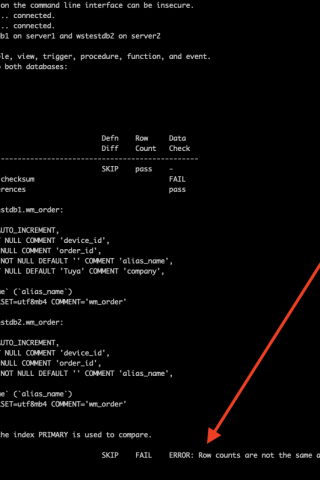 on the command line interface can be insecure.
... connected.
... connected.
b1 on server1 and wstestdb2 on server2
le, view, trigger, procedure, function, and event.
both databases:
Defn Row Data
Diff Count Check
---------------------------------------------------
SKIP pass -
checksum FAIL
erences pass
stdb1.wm_order:
AUTO_INCREMENT,
NULL COMMENT 'device_id',
NULL COMMENT 'order_id',
NOT NULL DEFAULT '' COMMENT 'alias_name',
NULL DEFAULT 'Tuya' COMMENT 'company',
e` (`alias_name`)
SET=utf8mb4 COMMENT='wm_order'
stdb2.wm_order:
AUTO_INCREMENT,
NULL COMMENT 'device_id',
NULL COMMENT 'order_id',
NOT NULL DEFAULT '' COMMENT 'alias_name',
e` (`alias_name`)
SET=utf8mb4 COMMENT='wm_order'
he index PRIMARY is used to compare.
SKIP FAIL ERROR: Row counts are not the same a